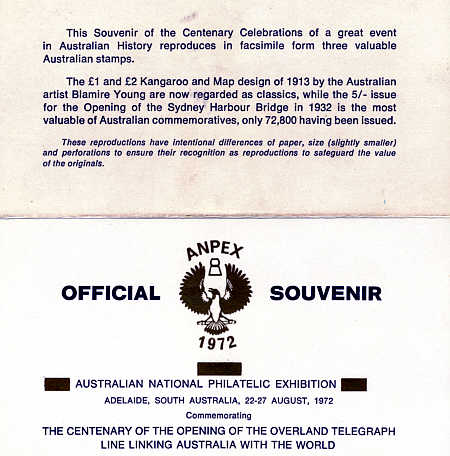 This Souvenir of the Centenary Celebrations of a great event
in Australian History reproduces in facsimile form three valuable
Australian stamps.
The £1 and £2 Kangaroo and Map design of 1913 by the Australian
artist Blamire Young are now regarded as classics, while the 5/- issue
for the Opening of the Sydney Harbour Bridge in 1932 is the most
valuable of Australian commemoratives, only 72,800 having been issued.
These reproductions have intentional differences of paper, size (slightly smaller)
and perforations to ensure their recognition as reproductions to safeguard the value
of the originals.
ANPEX
OFFICIAL SOUVENIR
1972
AUSTRALIAN NATIONAL PHILATELIC EXHIBITION
ADELAIDE, SOUTH AUSTRALIA, 22-27 AUGUST, 1972
Commemorating
THE CENTENARY OF THE OPENING OF THE OVERLAND TELEGRAPH
LINE LINKING AUSTRALIA WITH THE WORLD